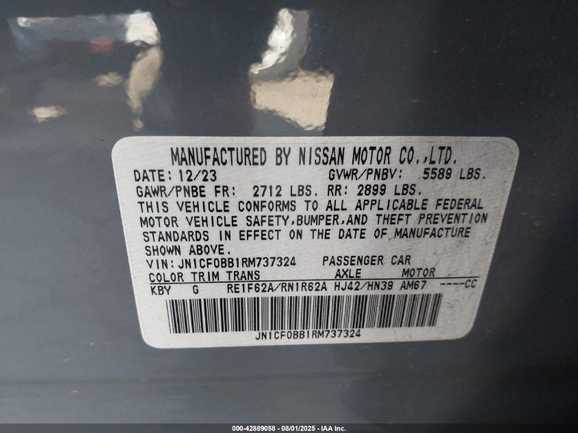 MANUFACTURED BY NISSAN MOTOR CO.,LTD.
DATE: 12/23 GVWR/PNBV: 5589 LBS.
GAWR/PNBE FR: 2712 LBS. RR: 2899 LBS.
THIS VEHICLE CONFORMS TO ALL APPLICABLE FEDERAL
MOTOR VEHICLE SAFETY,BUMPER,AND THEFT PREVENTION
STANDARDS IN EFFECT ON THE DATE OF MANUFACTURE
SHOWN ABOVE.
VIN: JN1CF0BB1RM737324 PASSENGER CAR
COLOR TRIM TRANS AXLE MOTOR
KBY G RE1F62A/RN1R62A HJ42/HN39 AM67 ----CC
JN1CF0BB1RM737324
000-42889058 - 08/01/2025 - IAA Inc.